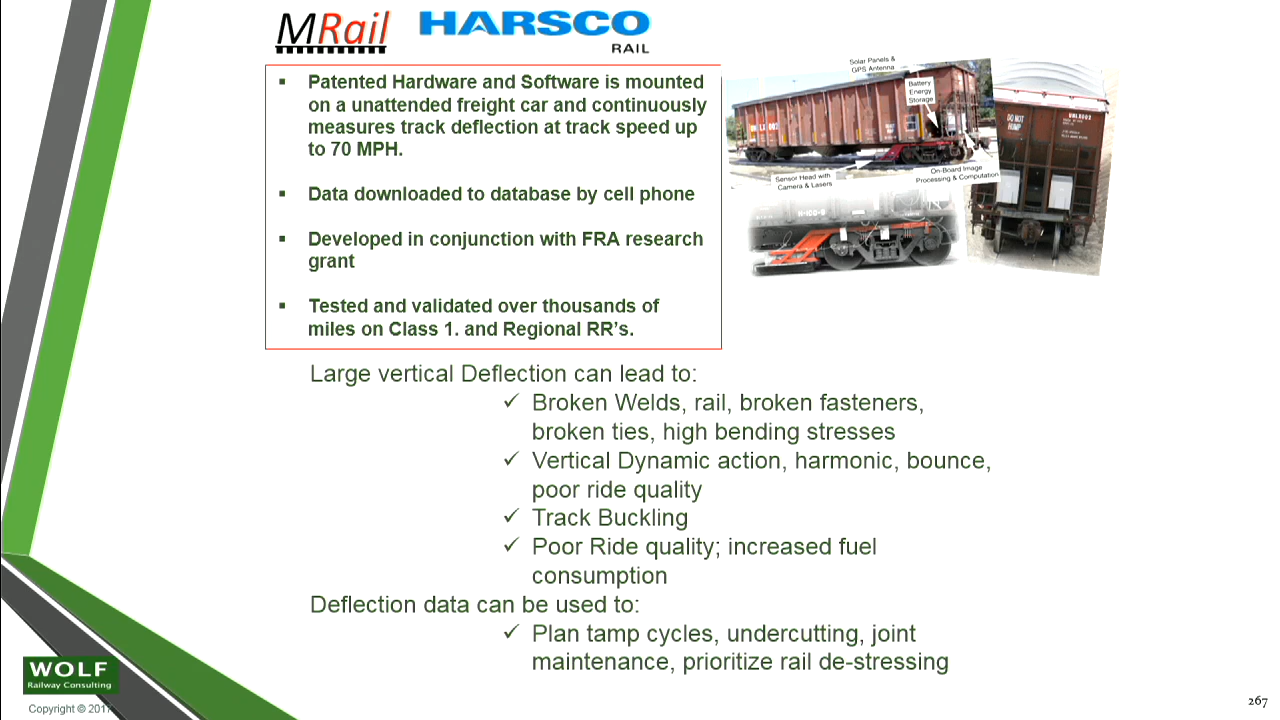 MRail HARSCO
RAIL
▪ Patented Hardware and Software is mounted
on a unattended freight car and continuously
measures track deflection at track speed up
to 70 MPH.
▪ Data downloaded to database by cell phone
▪ Developed in conjunction with FRA research
grant
▪ Tested and validated over thousands of
miles on Class 1. and Regional RR's.
Solar Panels &
GPS Antenna
Battery
Energy
Storage
Sensor Head with
Camera & Lasers
On-Board Image
Processing & Computation
DO NOT
HUMP
Large vertical Deflection can lead to:
✓ Broken Welds, rail, broken fasteners,
broken ties, high bending stresses
✓ Vertical Dynamic action, harmonic, bounce,
poor ride quality
✓ Track Buckling
✓ Poor Ride quality; increased fuel
consumption
Deflection data can be used to:
✓ Plan tamp cycles, undercutting, joint
maintenance, prioritize rail de-stressing
WOLF
Railway Consulting
Copyright © 2017
267